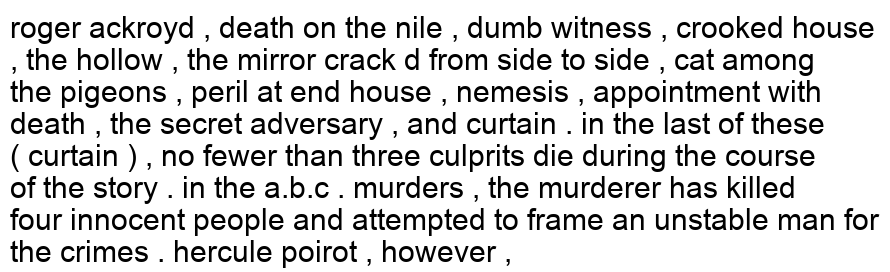 roger ackroyd , death on the nile , dumb witness , crooked house
, the hollow , the mirror crack d from side to side , cat among
the pigeons , peril at end house , nemesis , appointment with
death , the secret adversary , and curtain . in the last of these
( curtain ) , no fewer than three culprits die during the course
of the story . in the a.b.c . murders , the murderer has killed
four innocent people and attempted to frame an unstable man for
the crimes . hercule poirot , however ,